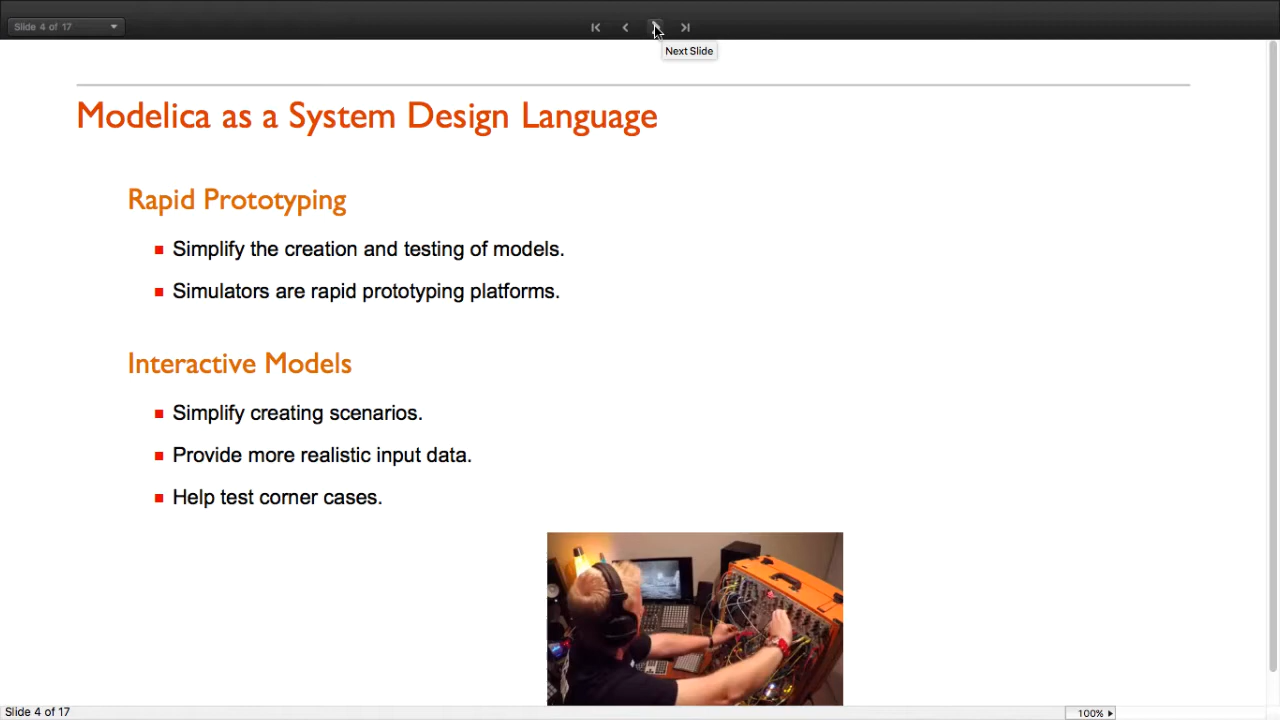 Slide 4 of 17
Next Slide
Modelica as a System Design Language
Rapid Prototyping
Simplify the creation and testing of models.
Simulators are rapid prototyping platforms.
Interactive Models
Simplify creating scenarios.
Provide more realistic input data.
Help test corner cases.
Slide 4 of 17
100%